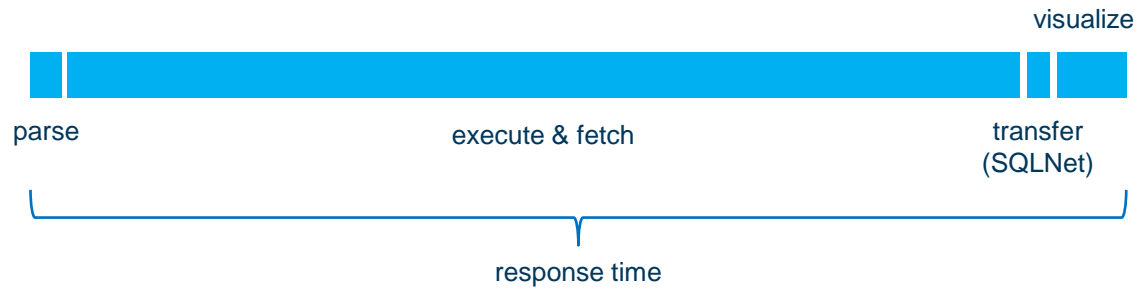 visualize
parse
execute & fetch
transfer
(SQLNet)
response time